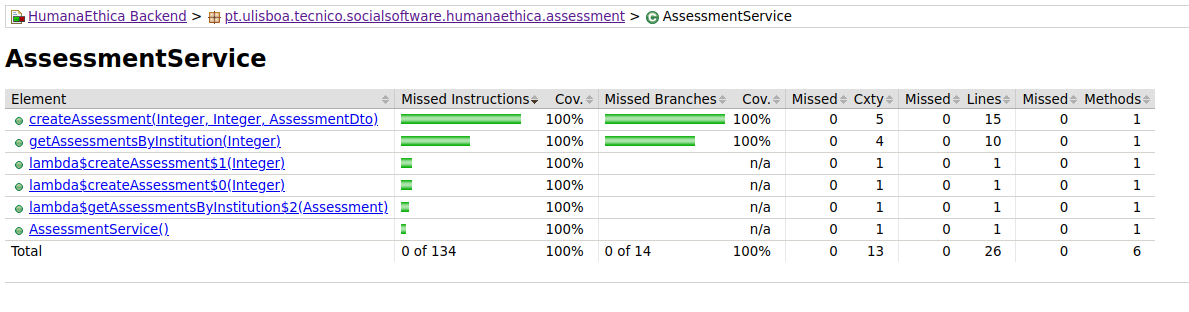 HumanaEthica Backend > pt.ulisboa.tecnico.socialsoftware.humanaethica.assessment > C AssessmentService
AssessmentService
Element Missed Instructions Cov. Missed Branches Cov. Missed Cxty Missed Lines Missed Methods
createAssessment(Integer, Integer, AssessmentDto) 100% 100% 0 5 0 15 0 1
getAssessmentsByInstitution(Integer) 100% 100% 0 4 0 10 0 1
lambda$createAssessment$1(Integer) 100% n/a 0 1 0 1 0 1
lambda$createAssessment$0(Integer) 100% n/a 0 1 0 1 0 1
lambda$getAssessmentsByInstitution$2(Assessment) 100% n/a 0 1 0 1 0 1
AssessmentService() 100% n/a 0 1 0 1 0 1
Total 0 of 134 100% 0 of 14 100% 0 13 0 26 0 6